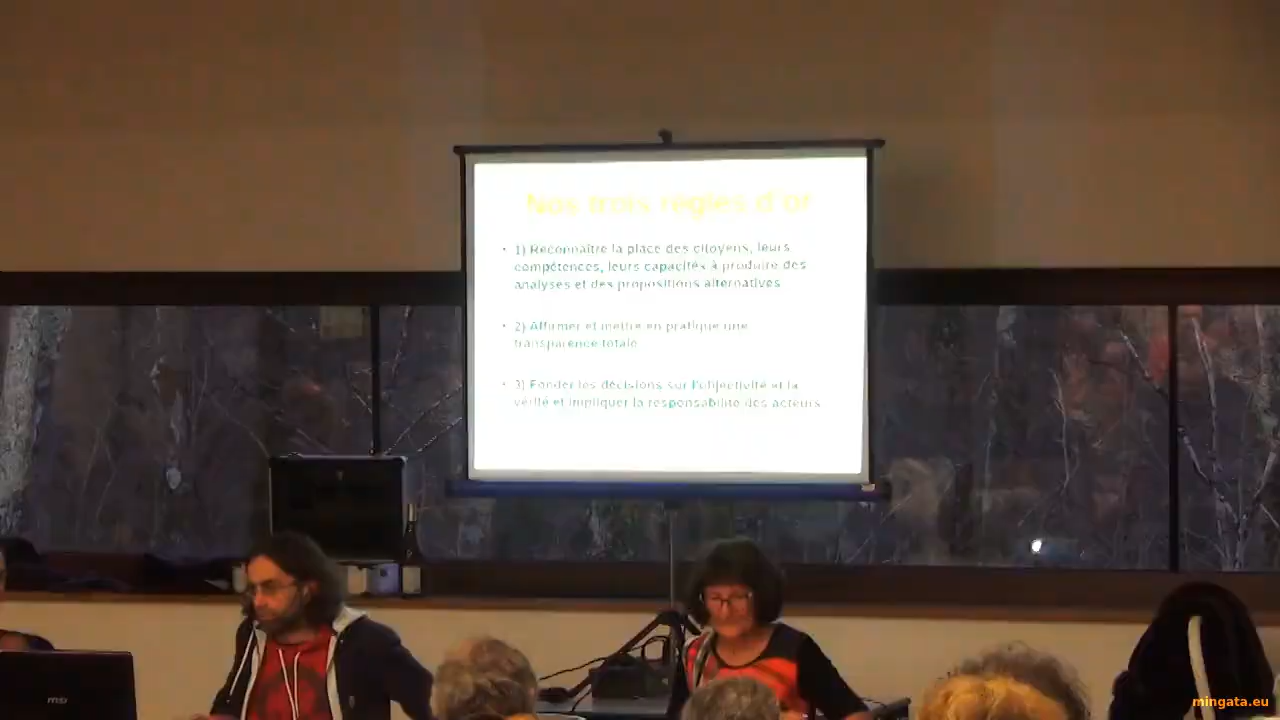 Nos trois règles d'or
• 1) Reconnaître la place des citoyens, leurs
compétences, leurs capacités à produire des
analyses et des propositions alternatives
• 2) Affirmer et mettre en pratique une
transparence totale
• 3) Fonder les décisions sur l'objectivité et la
vérité et impliquer la responsabilité des acteurs
msi
mingata.eu